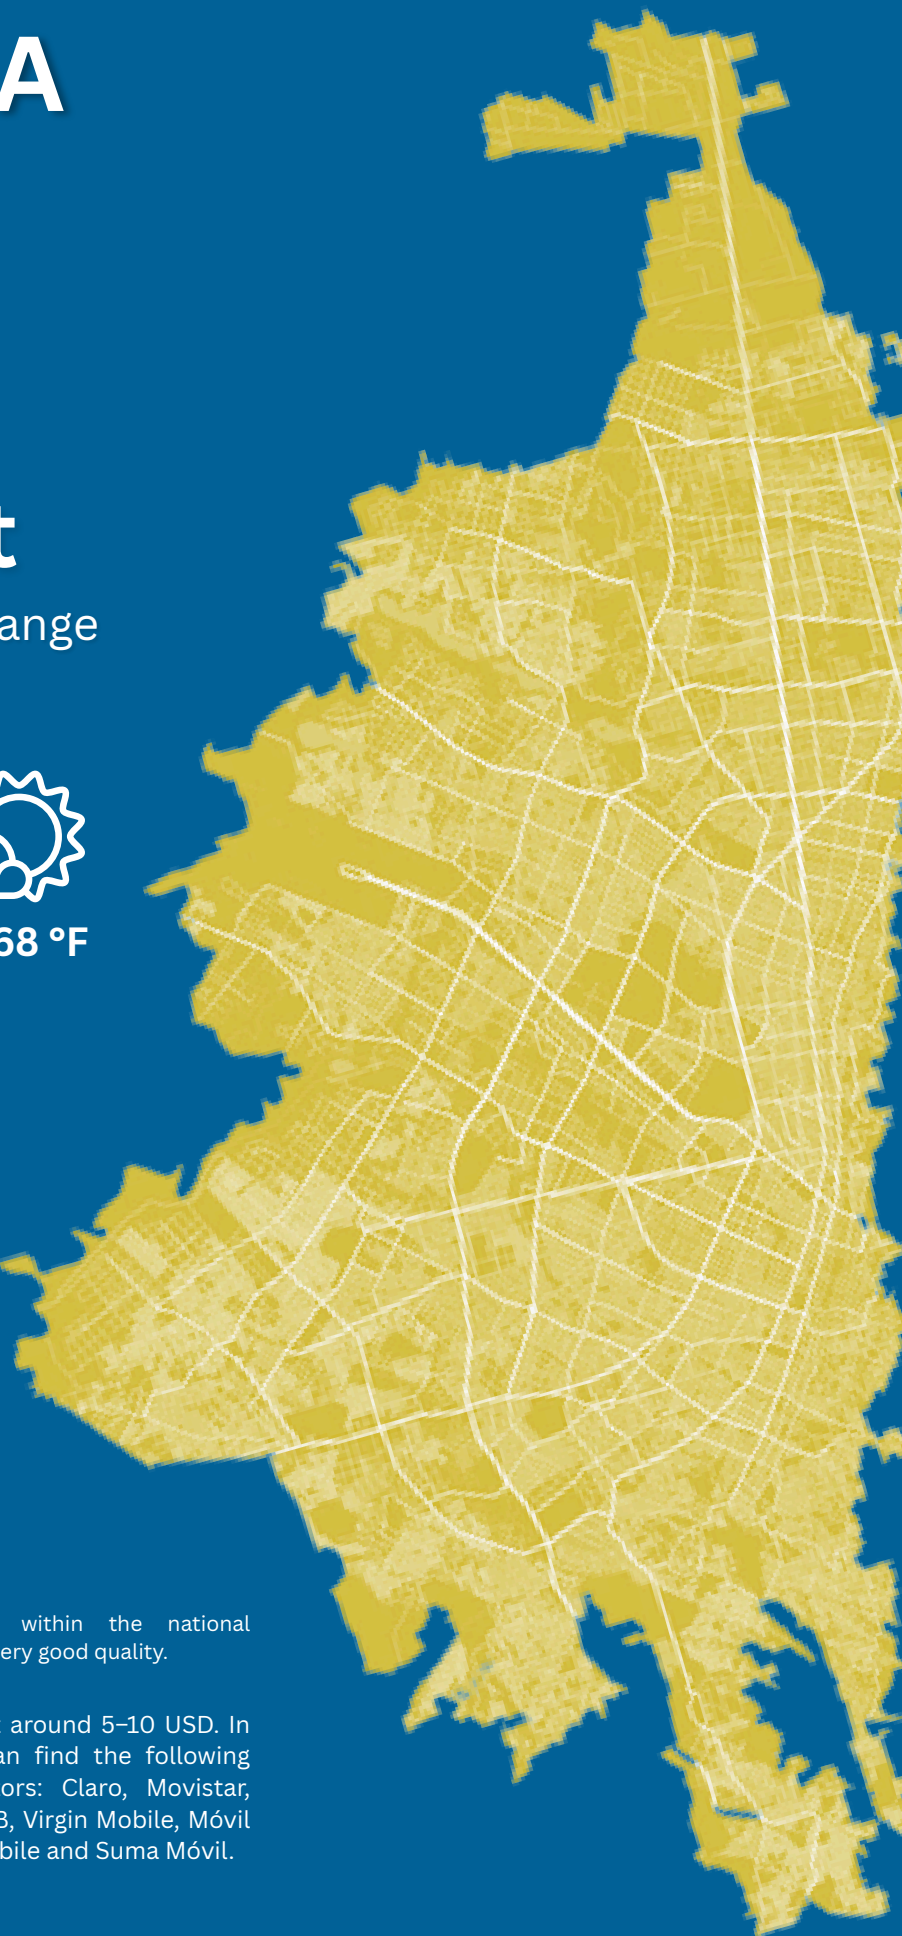 A
t
ange
68 °F
within the national
ery good quality.
around 5–10 USD. In
an find the following
ors: Claro, Movistar,
B, Virgin Mobile, Móvil
bile and Suma Móvil.